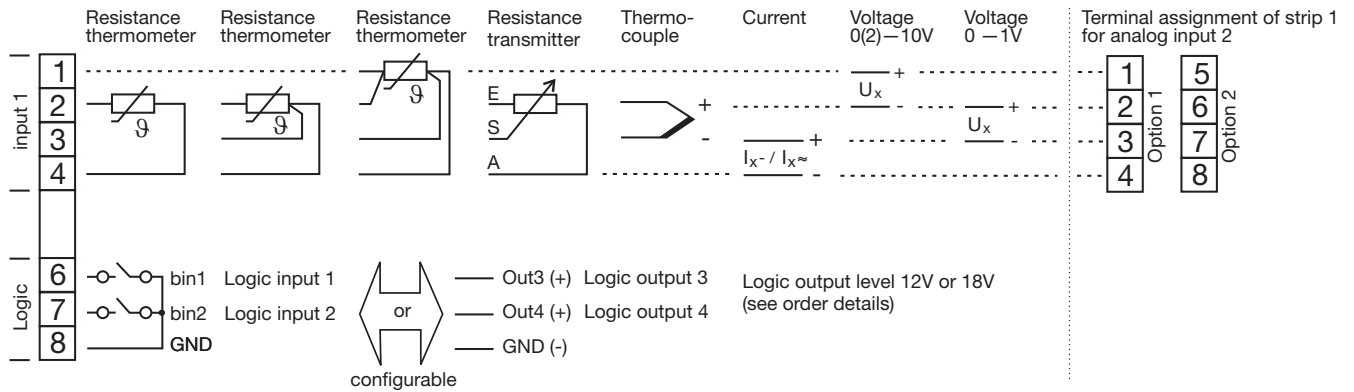 Resistance thermometer
Resistance thermometer
Resistance thermometer
Resistance transmitter
Thermo-
couple
Current
Voltage
0(2)—10V
Voltage
0 —1V
Terminal assignment of strip 1
for analog input 2
input 1
1
2
3
4
ϑ
ϑ
ϑ
E
S
A
+
-
+
Ix- / Ix≈
-
+
Ux
-
+
Ux
-
1
2
3
4
Option 1
5
6
7
8
Option 2
Logic
6
7
8
bin1 Logic input 1
bin2 Logic input 2
GND
or
configurable
Out3 (+) Logic output 3
Out4 (+) Logic output 4
GND (-)
Logic output level 12V or 18V
(see order details)